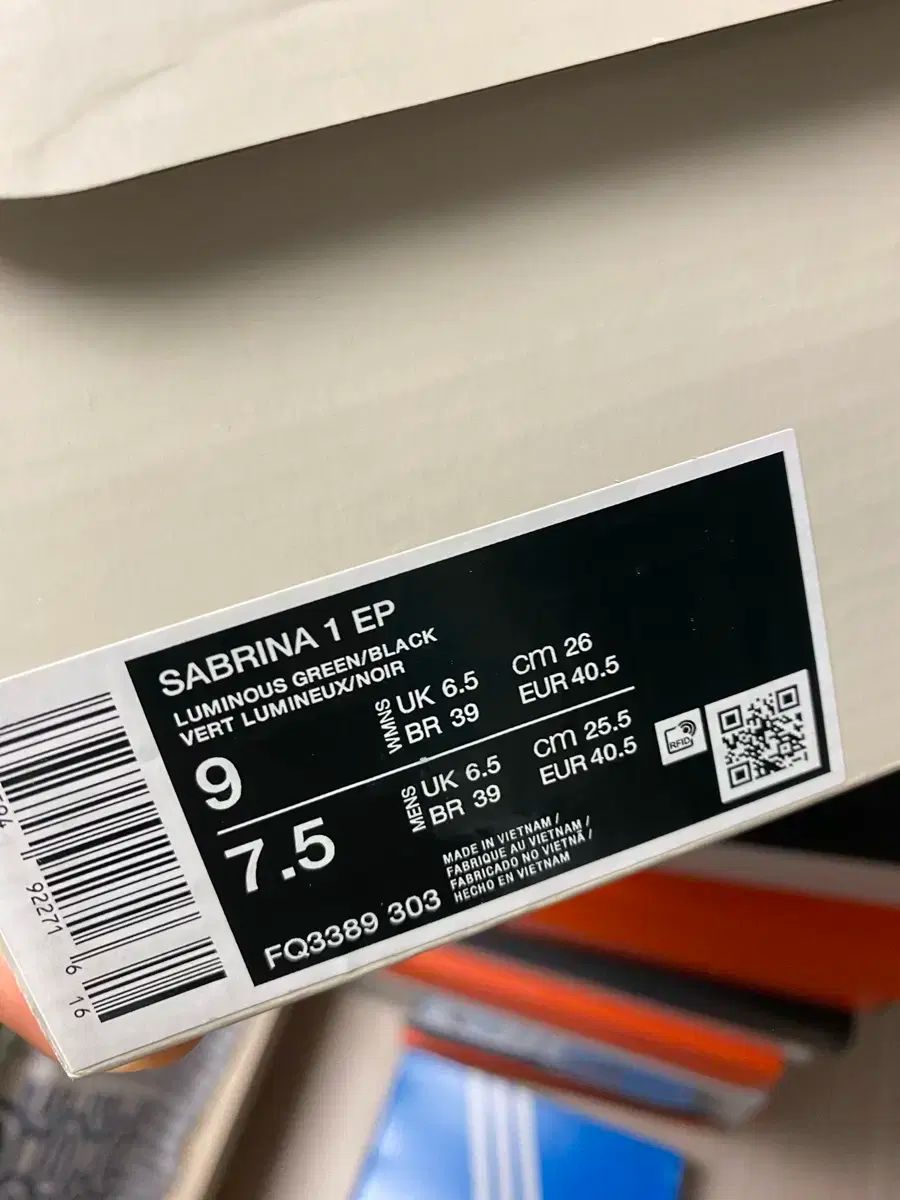 SABRINA 1 EP
LUMINOUS GREEN/BLACK
VERT LUMINEUX/NOIR
9
WMNS
UK 6.5
BR 39
cm 26
EUR 40.5
7.5
MENS
UK 6.5
BR 39
cm 25.5
EUR 40.5
RFID
MADE IN VIETNAM /
FABRIQUE AU VIETNAM /
FABRICADO NO VIETNÃ /
HECHO EN VIETNAM
FQ3389 303
92271
6
16